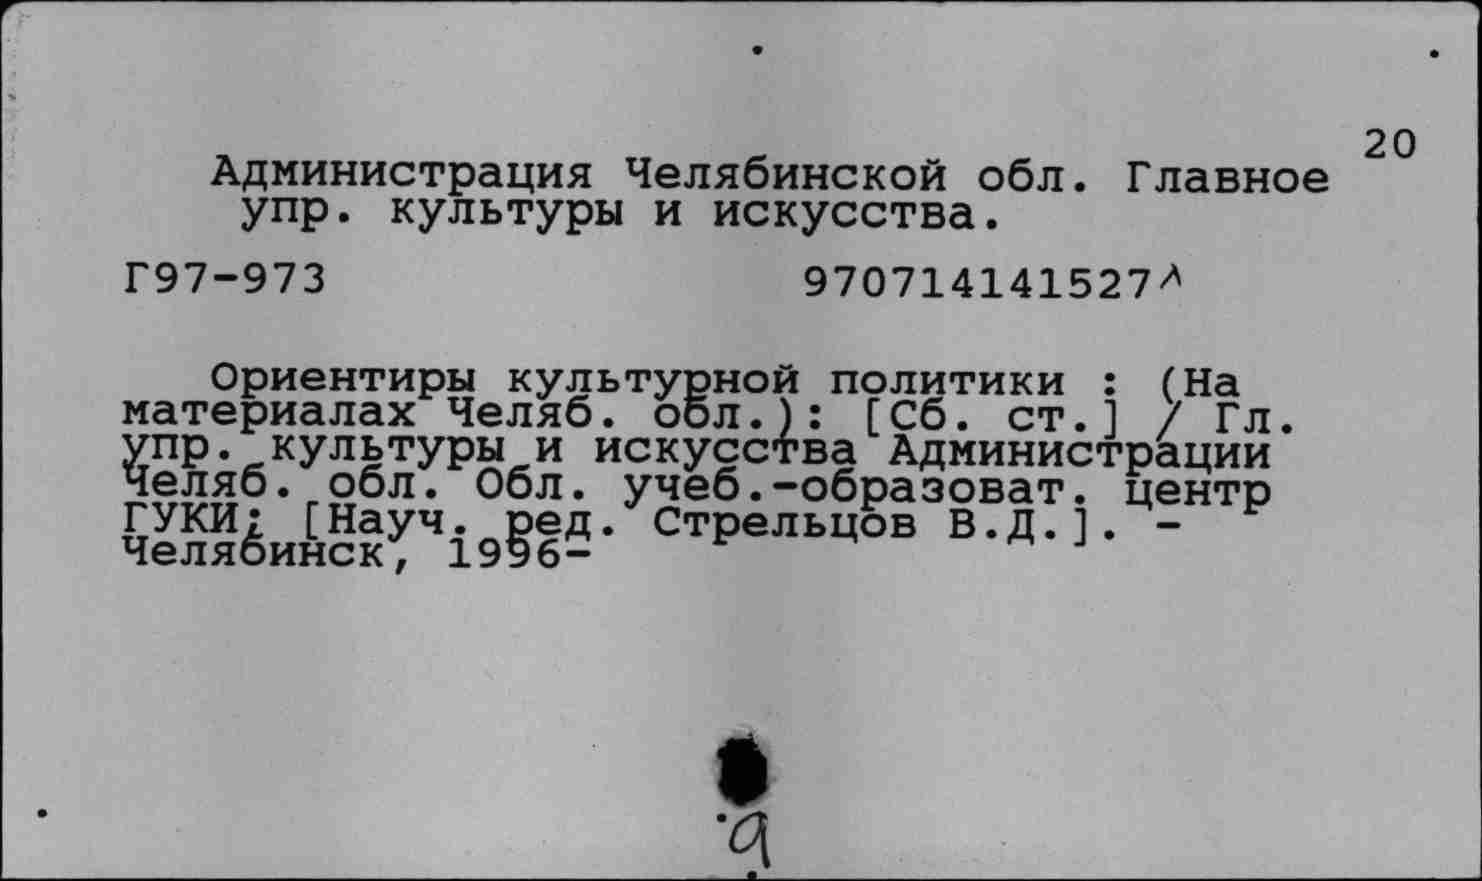 20
Администрация Челябинской обл. Главное
упр. культуры и искусства.
Г97-973 970714141527л
Ориентиры культурной политики : (На
материалах Челяб. обл.): [Сб. ст.] / Гл.
упр. культуры и искусства Администрации
Челяб. обл. Обл. учеб.-образоват. центр
ГУКИ; [Науч. ред. Стрельцов В.Д.]. -
Челябинск, 1996-